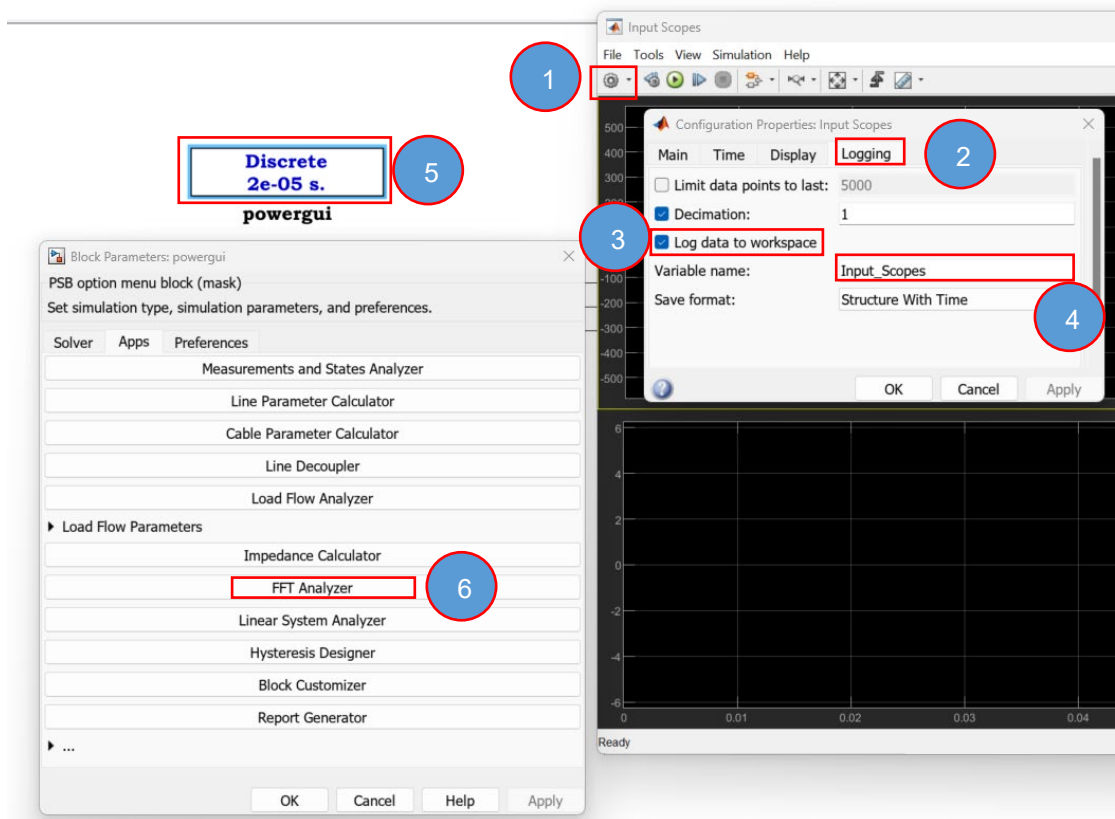 Input Scopes
File Tools View Simulation Help
1
500
400
300
-100
-200
-300
-400
-500
Configuration Properties: Input Scopes
Main Time Display Logging
2
Limit data points to last: 5000
Decimation: 1
3
Log data to workspace
Variable name: Input_Scopes
Save format: Structure With Time
4
OK Cancel Apply
6
4
2
0
-2
-4
-6
0 0.01 0.02 0.03 0.04
Ready
Discrete
2e-05 s.
5
powergui
Block Parameters: powergui
PSB option menu block (mask)
Set simulation type, simulation parameters, and preferences.
Solver Apps Preferences
Measurements and States Analyzer
Line Parameter Calculator
Cable Parameter Calculator
Line Decoupler
Load Flow Analyzer
Load Flow Parameters
Impedance Calculator
FFT Analyzer
6
Linear System Analyzer
Hysteresis Designer
Block Customizer
Report Generator
...
OK Cancel Help Apply